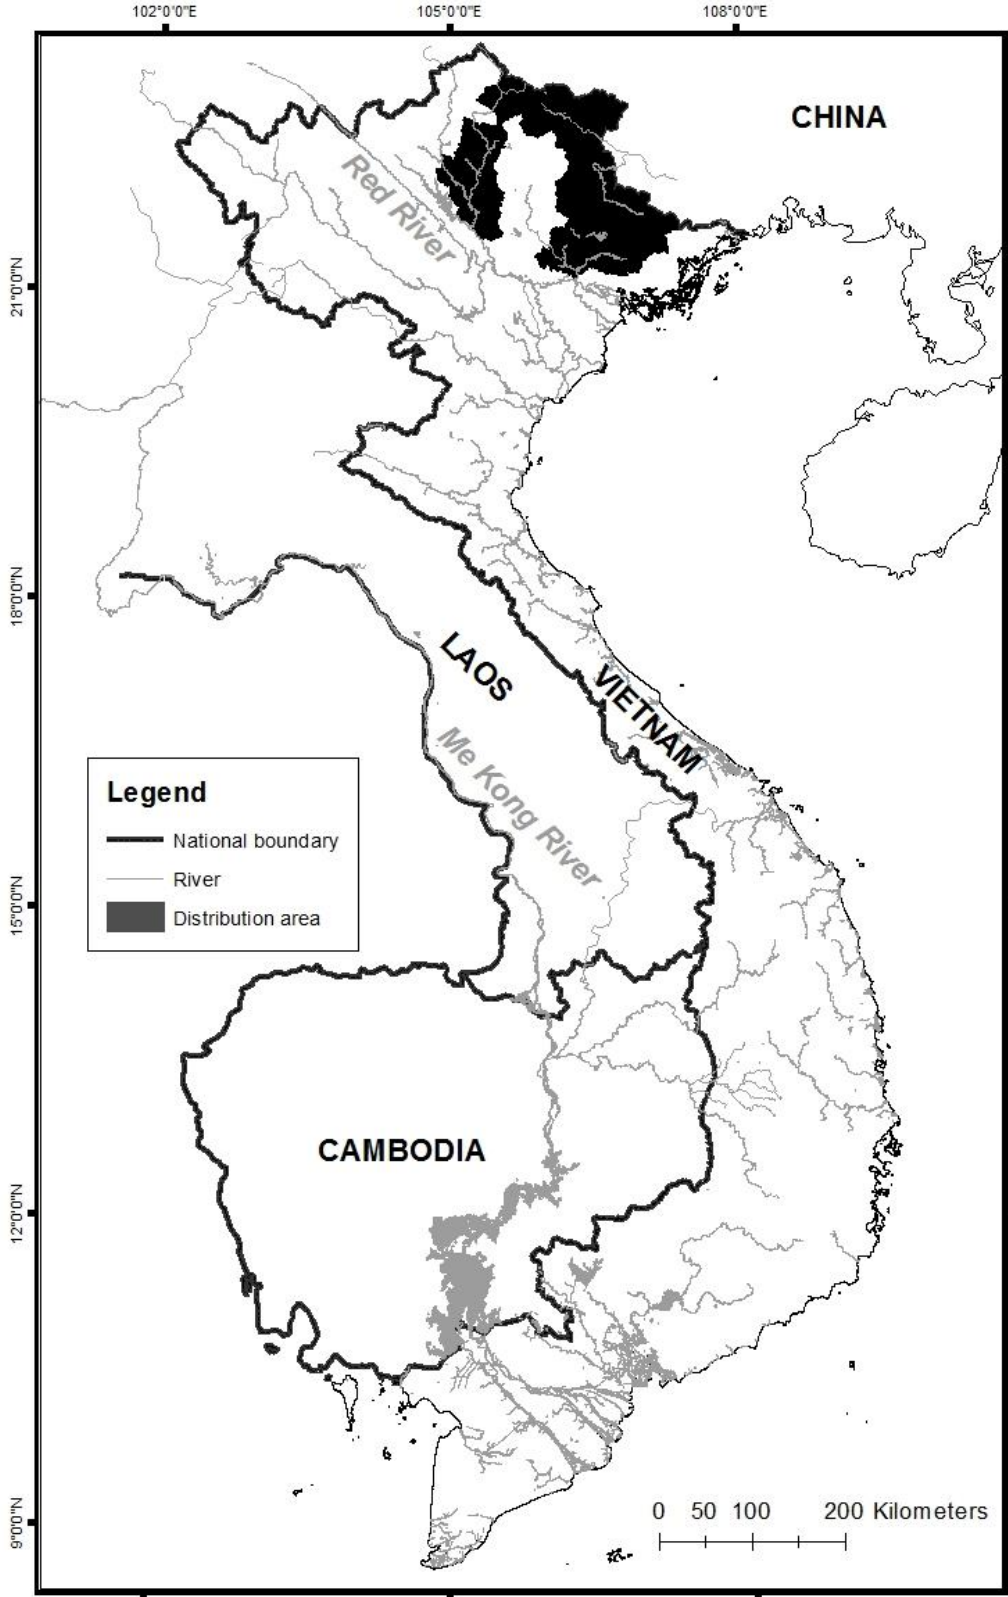 102°0'0"E
105°0'0"E
108°0'0"E
CHINA
Red River
21°0'0"N
18°0'0"N
LAOS
VIETNAM
Me Kong River
Legend
National boundary
River
Distribution area
15°0'0"N
CAMBODIA
12°0'0"N
0 50 100 200 Kilometers
9°0'0"N